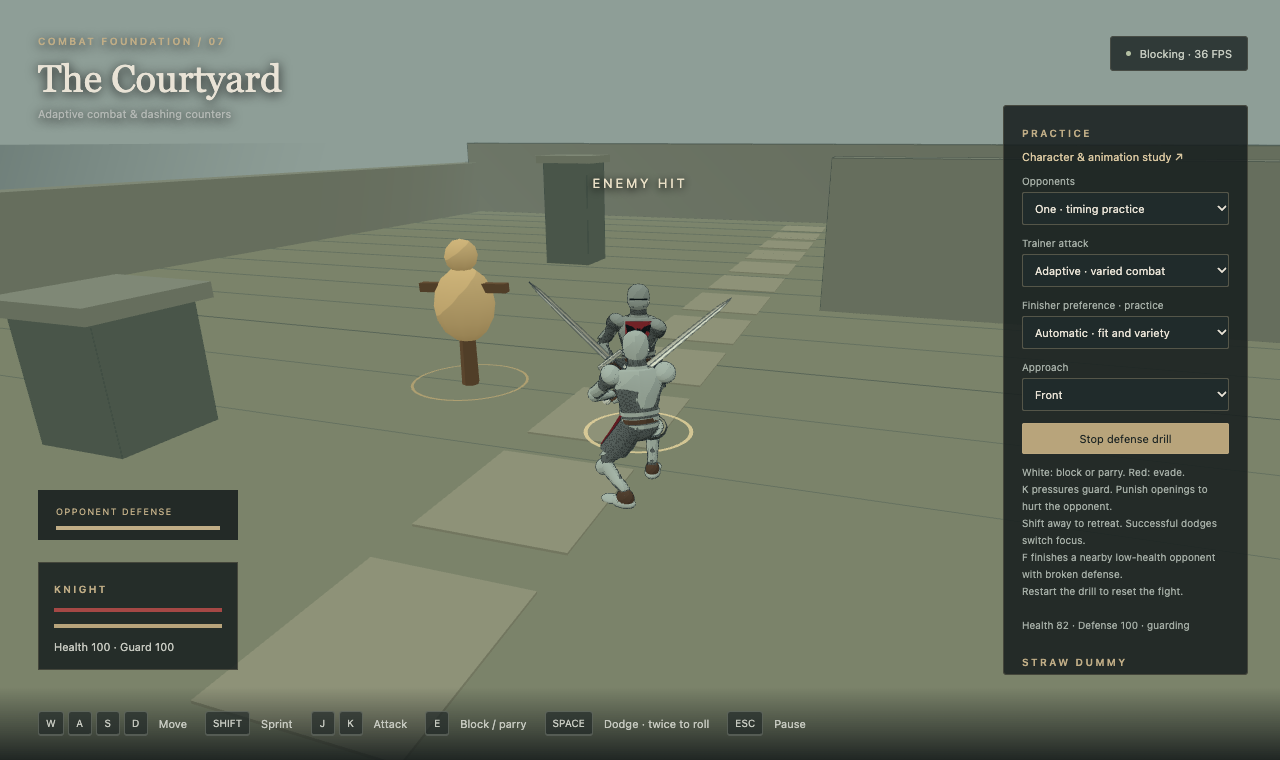 COMBAT FOUNDATION / 07
The Courtyard
Adaptive combat & dashing counters
Blocking · 36 FPS
ENEMY HIT
PRACTICE
Character & animation study ↗
Opponents
One · timing practice
Trainer attack
Adaptive · varied combat
Finisher preference · practice
Automatic · fit and variety
Approach
Front
Stop defense drill
White: block or parry. Red: evade.
K pressures guard. Punish openings to
hurt the opponent.
Shift away to retreat. Successful dodges
switch focus.
F finishes a nearby low-health opponent
with broken defense.
Restart the drill to reset the fight.
Health 82 · Defense 100 · guarding
STRAW DUMMY
OPPONENT DEFENSE
KNIGHT
Health 100 · Guard 100
W A S D Move SHIFT Sprint J K Attack E Block / parry SPACE Dodge · twice to roll ESC Pause